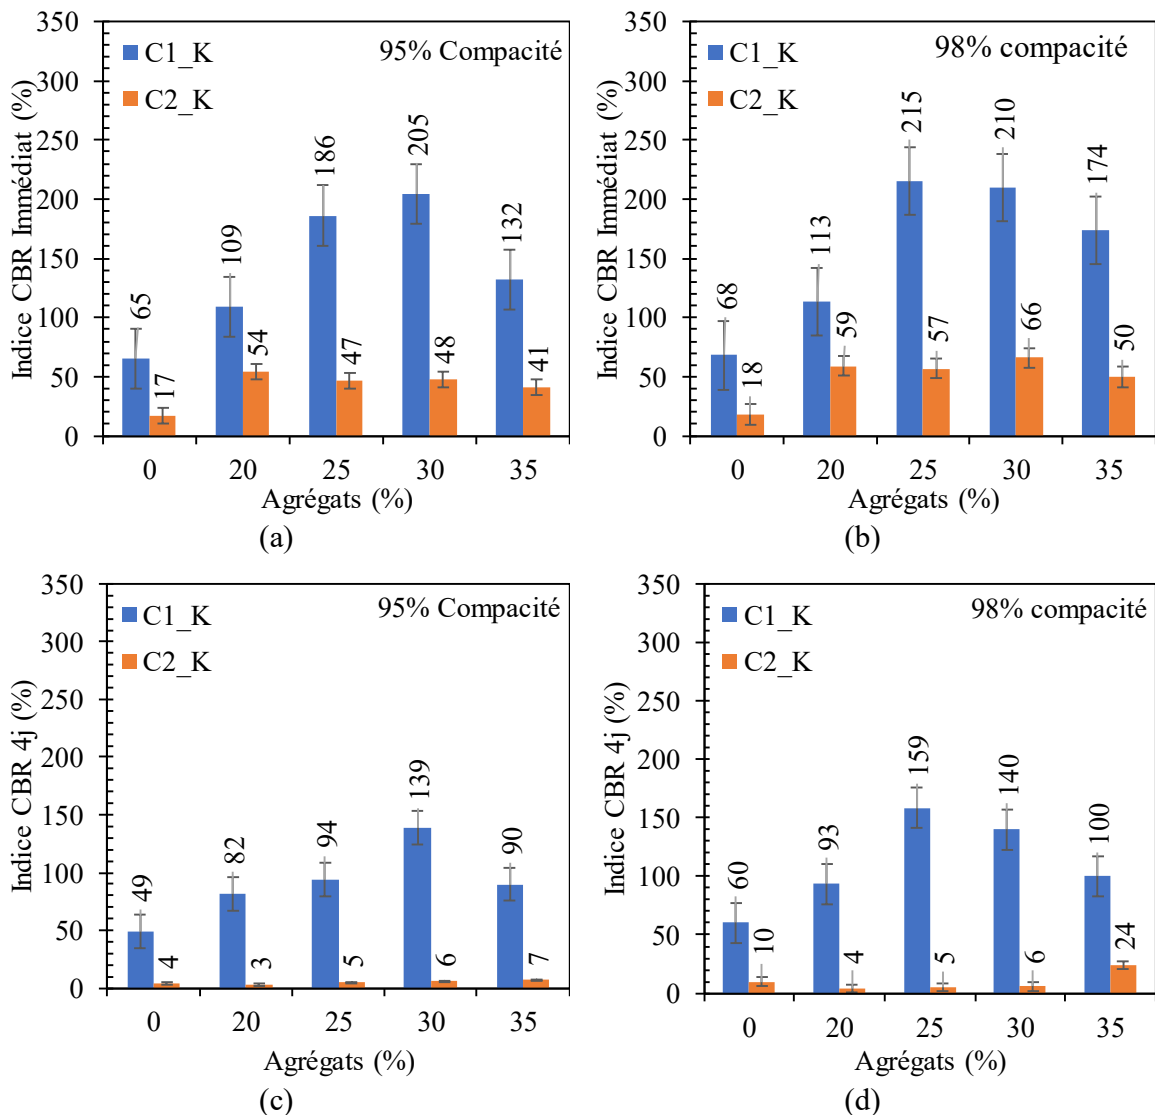 350
300
250
200
150
100
50
0
Indice CBR Immédiat (%)
C1_K
C2_K
95% Compacité
65
17
109
54
186
47
205
48
132
41
0 20 25 30 35
Agrégats (%)
(a)
350
300
250
200
150
100
50
0
Indice CBR Immédiat (%)
C1_K
C2_K
98% compacité
68
18
113
59
215
57
210
66
174
50
0 20 25 30 35
Agrégats (%)
(b)
350
300
250
200
150
100
50
0
Indice CBR 4j (%)
C1_K
C2_K
95% Compacité
49
4
82
3
94
5
139
6
90
7
0 20 25 30 35
Agrégats (%)
(c)
350
300
250
200
150
100
50
0
Indice CBR 4j (%)
C1_K
C2_K
98% compacité
60
10
93
4
159
5
140
6
100
24
0 20 25 30 35
Agrégats (%)
(d)